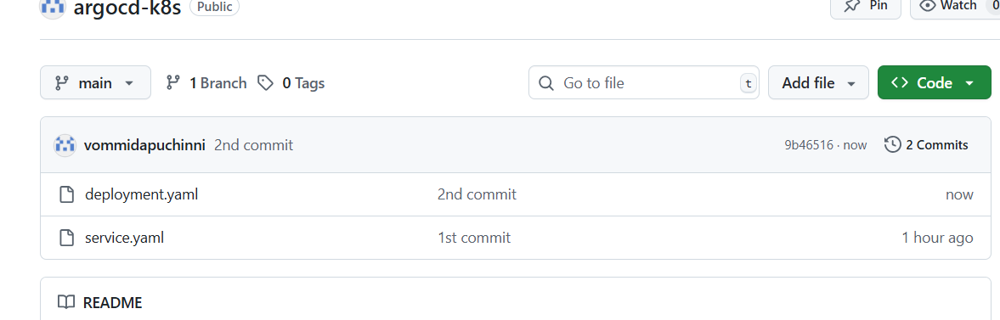 argocd-k8s Public Pin Watch 0
main 1 Branch 0 Tags Go to file t Add file Code
vommidapuchinni 2nd commit 9b46516 · now 2 Commits
deployment.yaml 2nd commit now
service.yaml 1st commit 1 hour ago
README